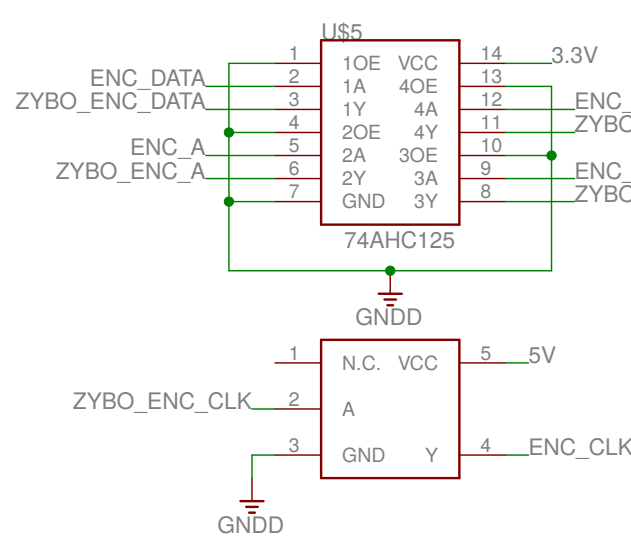 U$5
1 1OE VCC 14 3.3V
ENC_DATA 2 1A 4OE 13
ZYBO_ENC_DATA 3 1Y 4A 12 ENC_
4 2OE 4Y 11 ZYBO
ENC_A 5 2A 3OE 10
ZYBO_ENC_A 6 2Y 3A 9 ENC_
7 GND 3Y 8 ZYBO
74AHC125
GNDD
1 N.C. VCC 5 5V
ZYBO_ENC_CLK 2 A
3 GND Y 4 ENC_CLK
GNDD